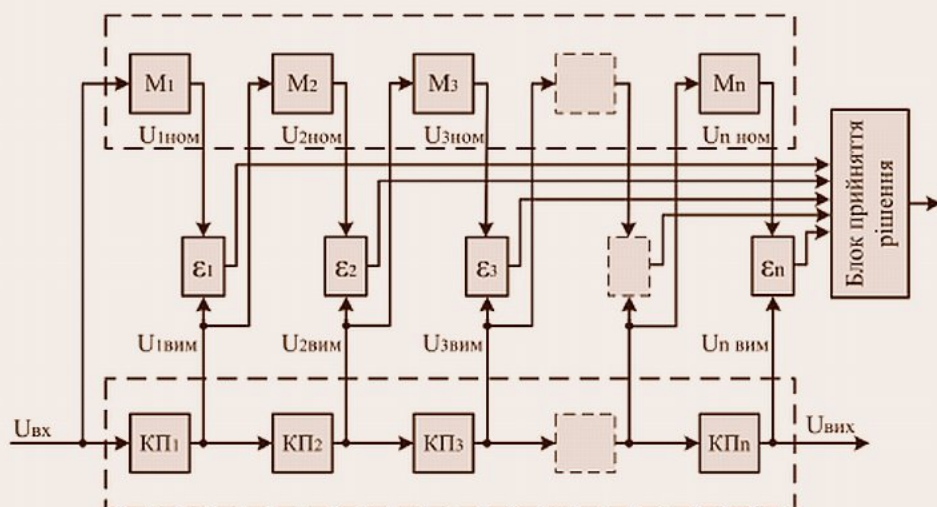 M1 M2 M3 Mn
U1ном U2ном U3ном Un ном
Блок прийняття
рішення
ε1 ε2 ε3 εn
U1вим U2вим U3вим Un вим
Uвх КП1 КП2 КП3 КПn Uвих